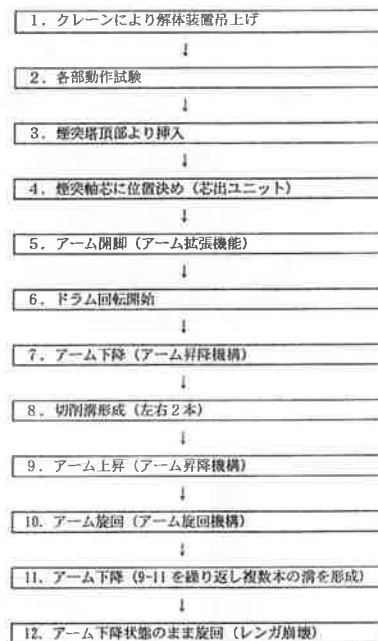 1. クレーンにより解体装置吊上げ
↓
2. 各部動作試験
↓
3. 煙突塔頂部より挿入
↓
4. 煙突軸芯に位置決め(芯出ユニット)
↓
5. アーム開脚(アーム拡張機能)
↓
6. ドラム回転開始
↓
7. アーム下降(アーム昇降機構)
↓
8. 切削溝形成(左右2本)
↓
9. アーム上昇(アーム昇降機構)
↓
10. アーム旋回(アーム旋回機構)
↓
11. アーム下降(9-11を繰り返し複数本の溝を形成)
↓
12. アーム下降状態のまま旋回(レンガ崩壊)